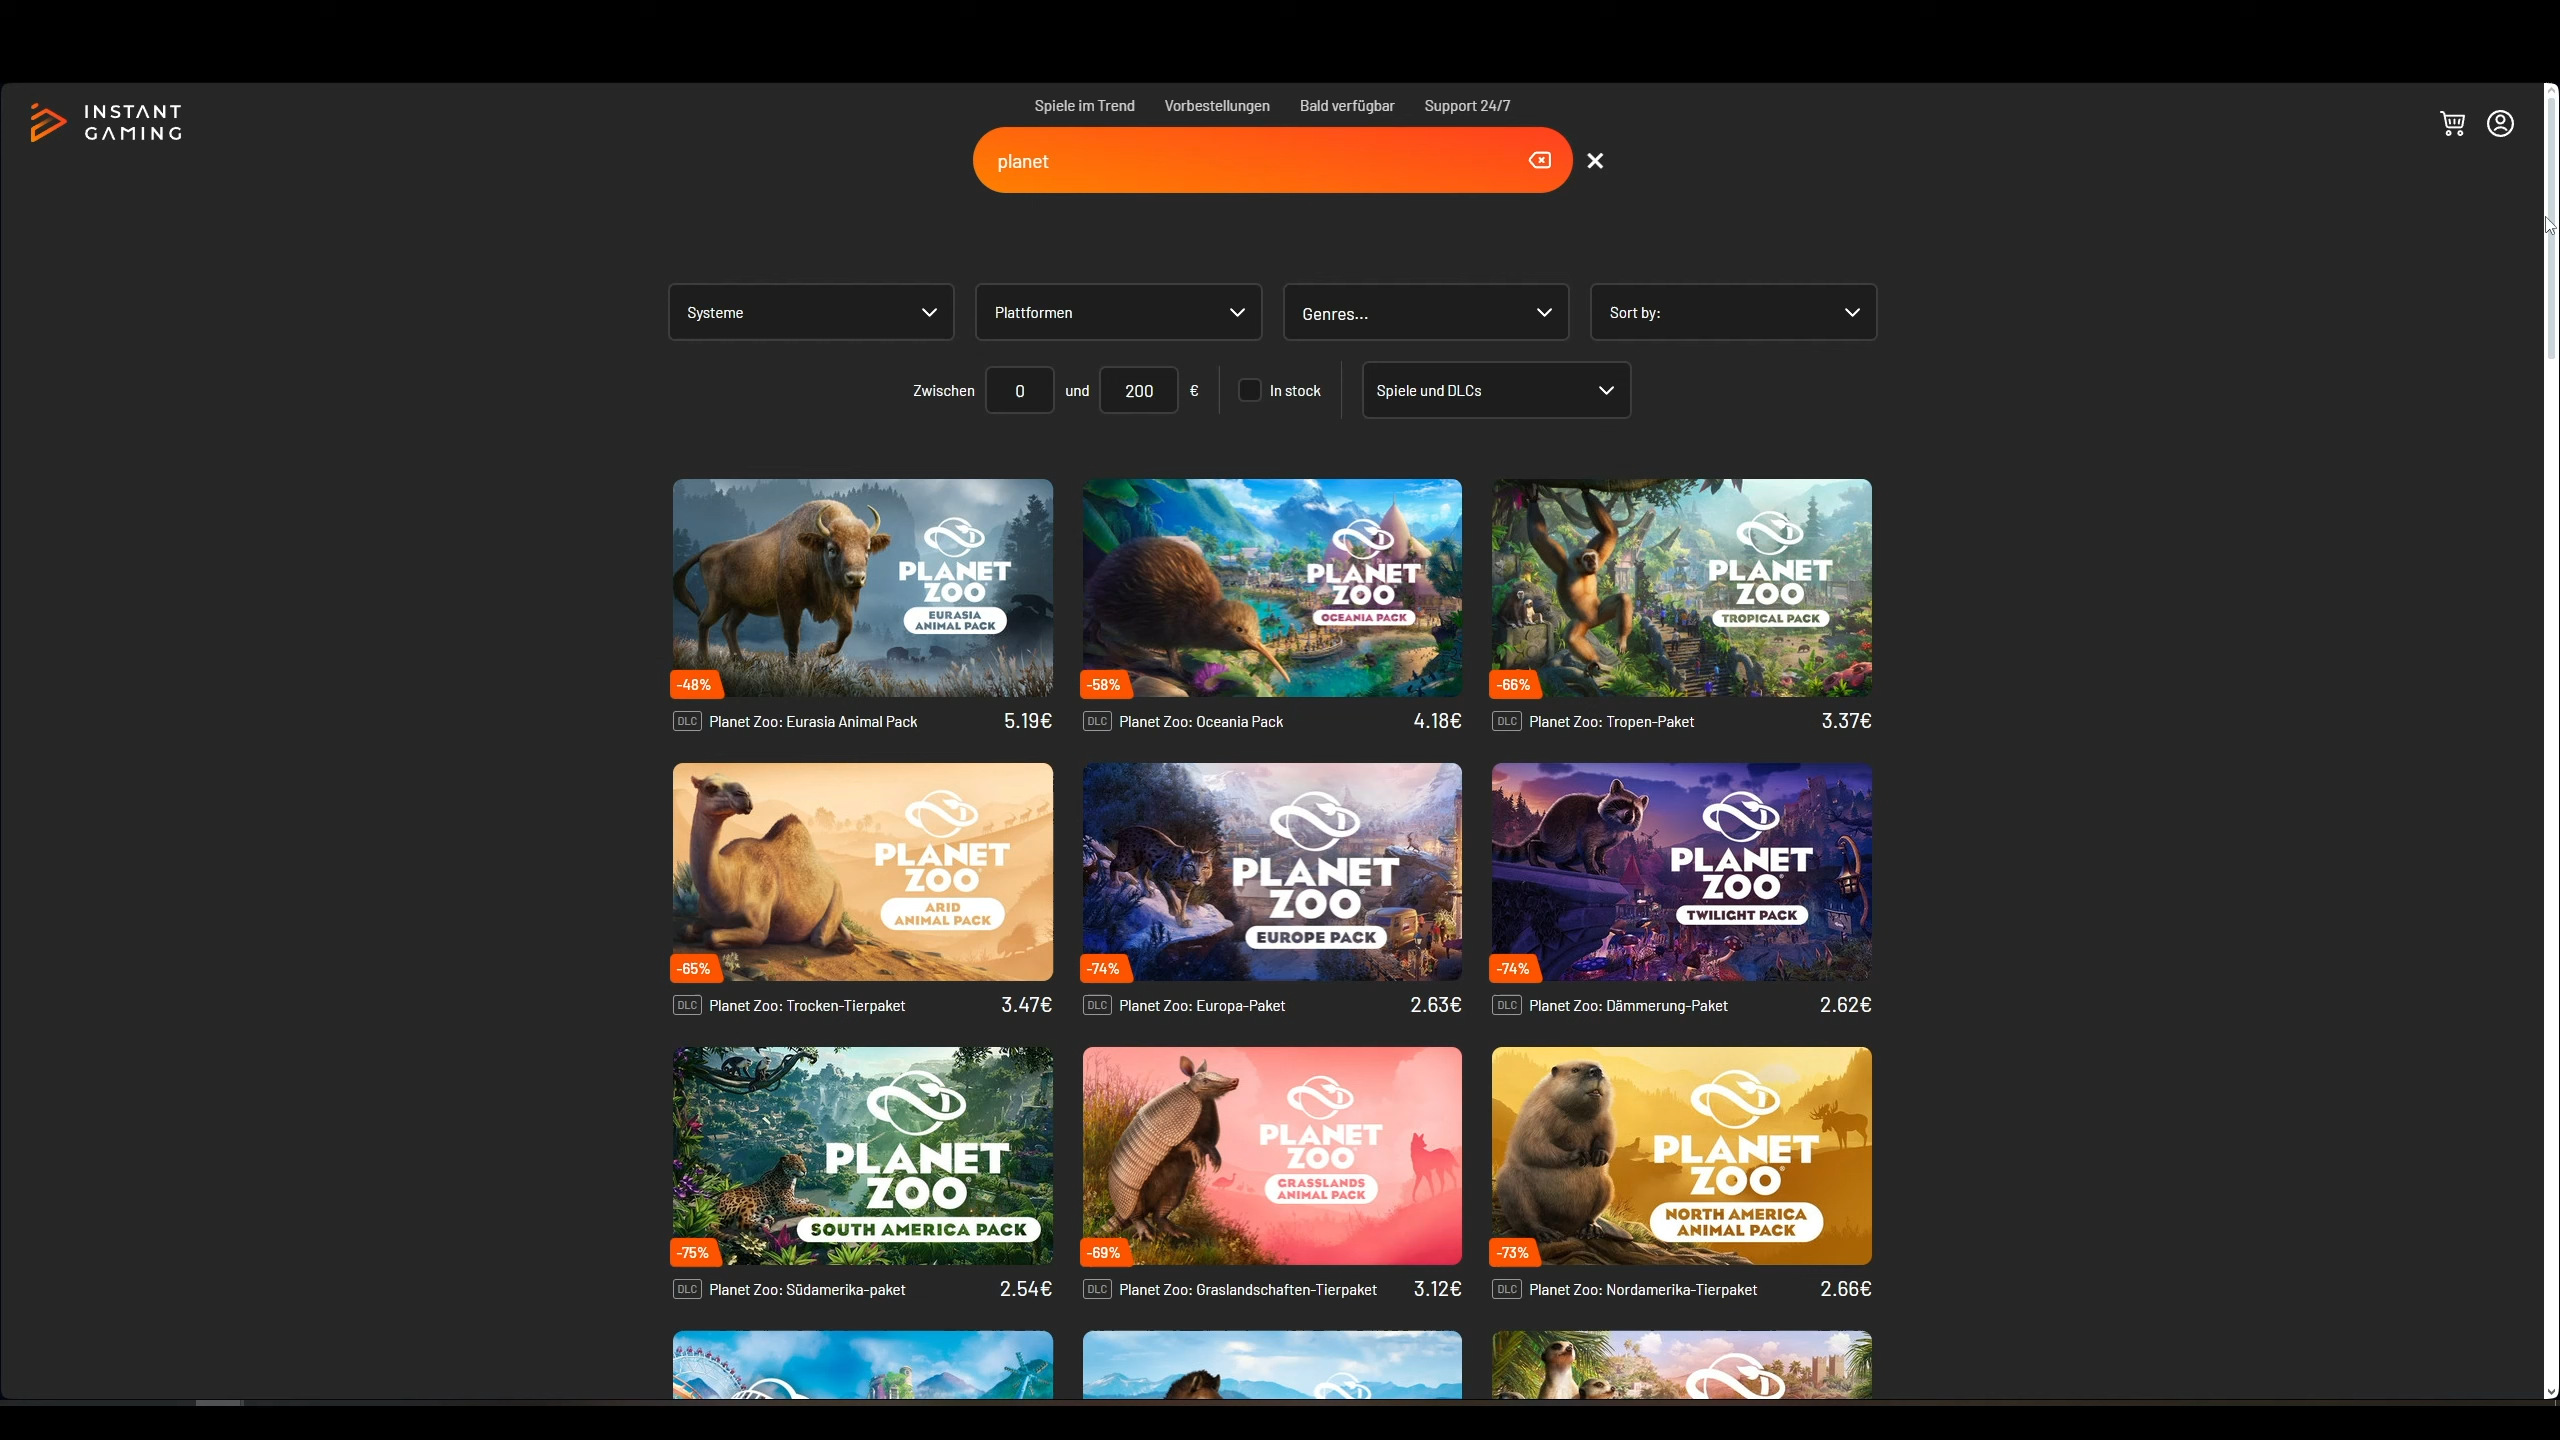 INSTANT
GAMING
Spiele im Trend Vorbestellungen Bald verfügbar Support 24/7
planet
Systeme Plattformen Genres... Sort by:
Zwischen 0 und 200 € In stock Spiele und DLCs
PLANET
ZOO
EURASIA
ANIMAL PACK
-48%
PLANET
ZOO
OCEANIA PACK
-58%
PLANET
ZOO
TROPICAL PACK
-66%
DLC Planet Zoo: Eurasia Animal Pack 5.19€
DLC Planet Zoo: Oceania Pack 4.18€
DLC Planet Zoo: Tropen-Paket 3.37€
PLANET
ZOO
ARID
ANIMAL PACK
-65%
PLANET
ZOO
EUROPE PACK
-74%
PLANET
ZOO
TWILIGHT PACK
-74%
DLC Planet Zoo: Trocken-Tierpaket 3.47€
DLC Planet Zoo: Europa-Paket 2.63€
DLC Planet Zoo: Dämmerung-Paket 2.62€
PLANET
ZOO
SOUTH AMERICA PACK
-75%
PLANET
ZOO
GRASSLANDS
ANIMAL PACK
-69%
PLANET
ZOO
NORTH AMERICA
ANIMAL PACK
-73%
DLC Planet Zoo: Südamerika-paket 2.54€
DLC Planet Zoo: Graslandschaften-Tierpaket 3.12€
DLC Planet Zoo: Nordamerika-Tierpaket 2.66€